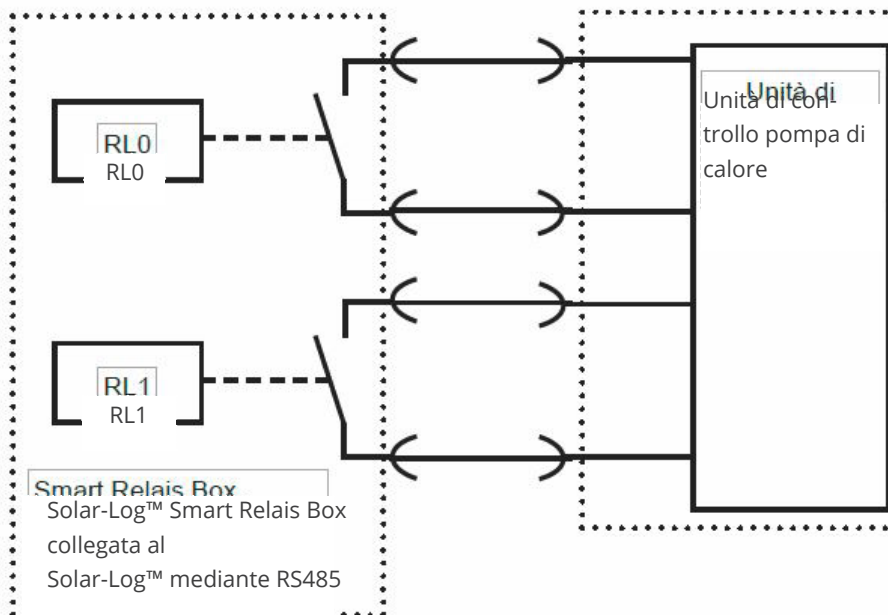 RL0
RL0
Unità di
Unità di con-
trollo pompa di
calore
RL1
RL1
Smart Relais Box
Solar-Log™ Smart Relais Box
collegata al
Solar-Log™ mediante RS485